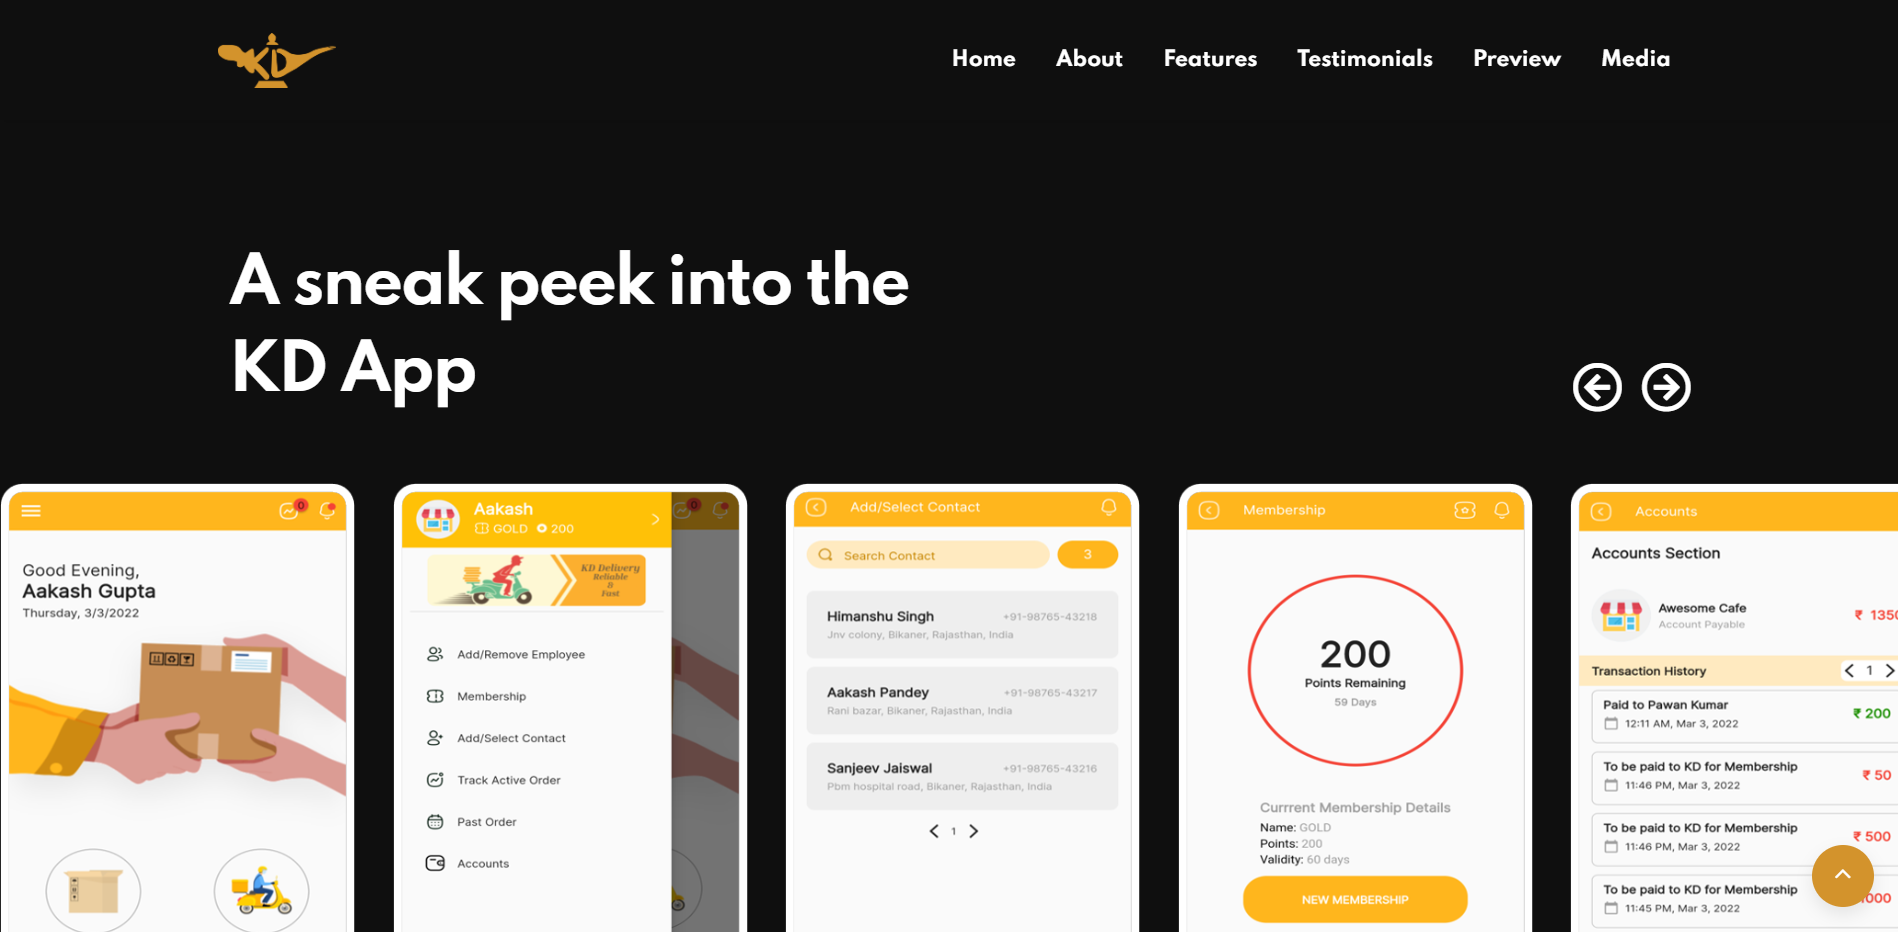 KD
Home About Features Testimonials Preview Media
A sneak peek into the
KD App
0
Good Evening,
Aakash Gupta
Thursday, 3/3/2022
Aakash
GOLD 200
KD Delivery
Reliable
&
Fast
Add/Remove Employee
Membership
Add/Select Contact
Track Active Order
Past Order
Accounts
Add/Select Contact
Search Contact 3
Himanshu Singh +91-98765-43218
Jnv colony, Bikaner, Rajasthan, India
Aakash Pandey +91-98765-43217
Rani bazar, Bikaner, Rajasthan, India
Sanjeev Jaiswal +91-98765-43216
Pbm hospital road, Bikaner, Rajasthan, India
1
Membership
200
Points Remaining
59 Days
Currrent Membership Details
Name: GOLD
Points: 200
Validity: 60 days
NEW MEMBERSHIP
Accounts
Accounts Section
Awesome Cafe
Account Payable
₹ 1350
Transaction History 1
Paid to Pawan Kumar
12:11 AM, Mar 3, 2022
₹ 200
To be paid to KD for Membership
11:46 PM, Mar 3, 2022
₹ 50
To be paid to KD for Membership
11:46 PM, Mar 3, 2022
₹ 500
To be paid to KD for Membership
11:45 PM, Mar 3, 2022